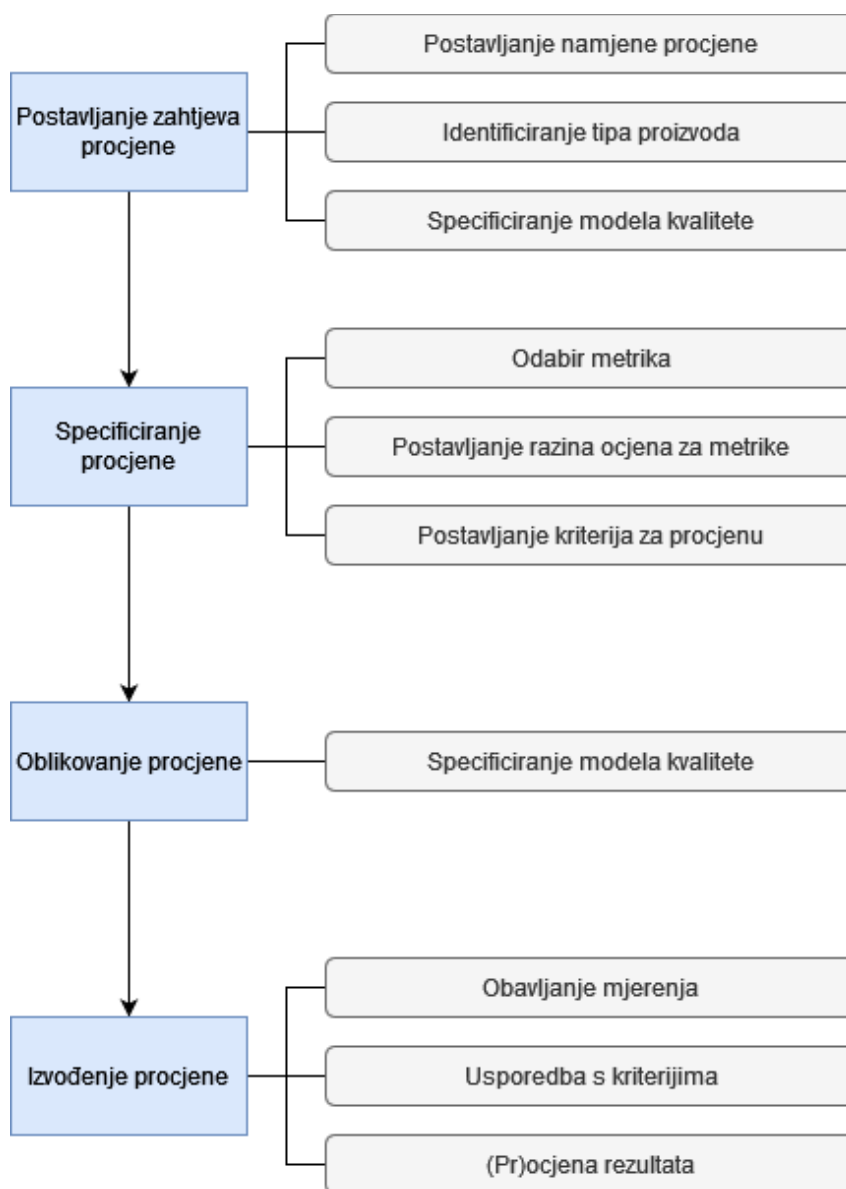 Postavljanje namjene procjene
Postavljanje zahtjeva
procjene
Identificiranje tipa proizvoda
Specificiranje modela kvalitete
Odabir metrika
Specificiranje
procjene
Postavljanje razina ocjena za metrike
Postavljanje kriterija za procjenu
Oblikovanje procjene
Specificiranje modela kvalitete
Obavljanje mjerenja
Izvođenje procjene
Usporedba s kriterijima
(Pr)ocjena rezultata